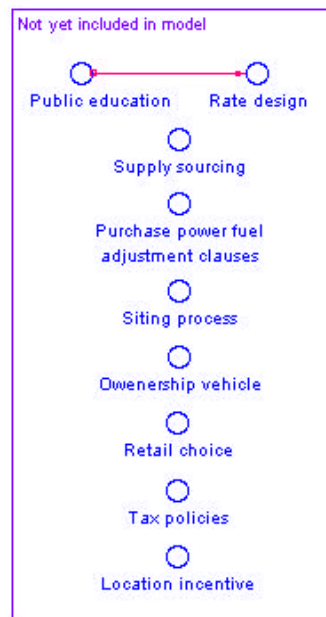 Not yet included in model
Public education Rate design
Supply sourcing
Purchase power fuel
adjustment clauses
Siting process
Owenership vehicle
Retail choice
Tax policies
Location incentive